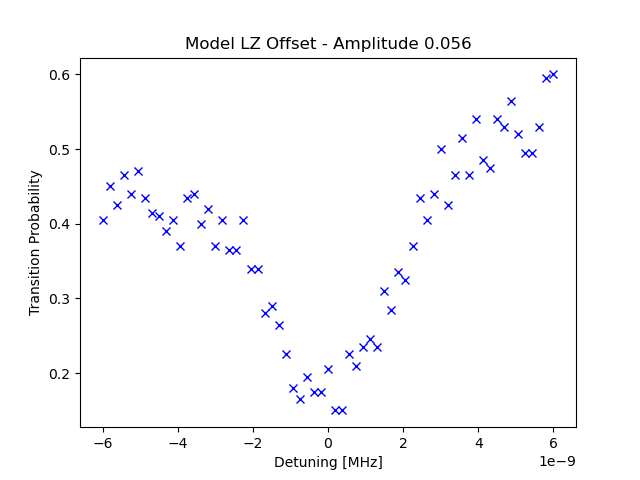 Model LZ Offset - Amplitude 0.056
Transition Probability
0.6
0.5
0.4
0.3
0.2
−6 −4 −2 0 2 4 6
Detuning [MHz]
1e−9